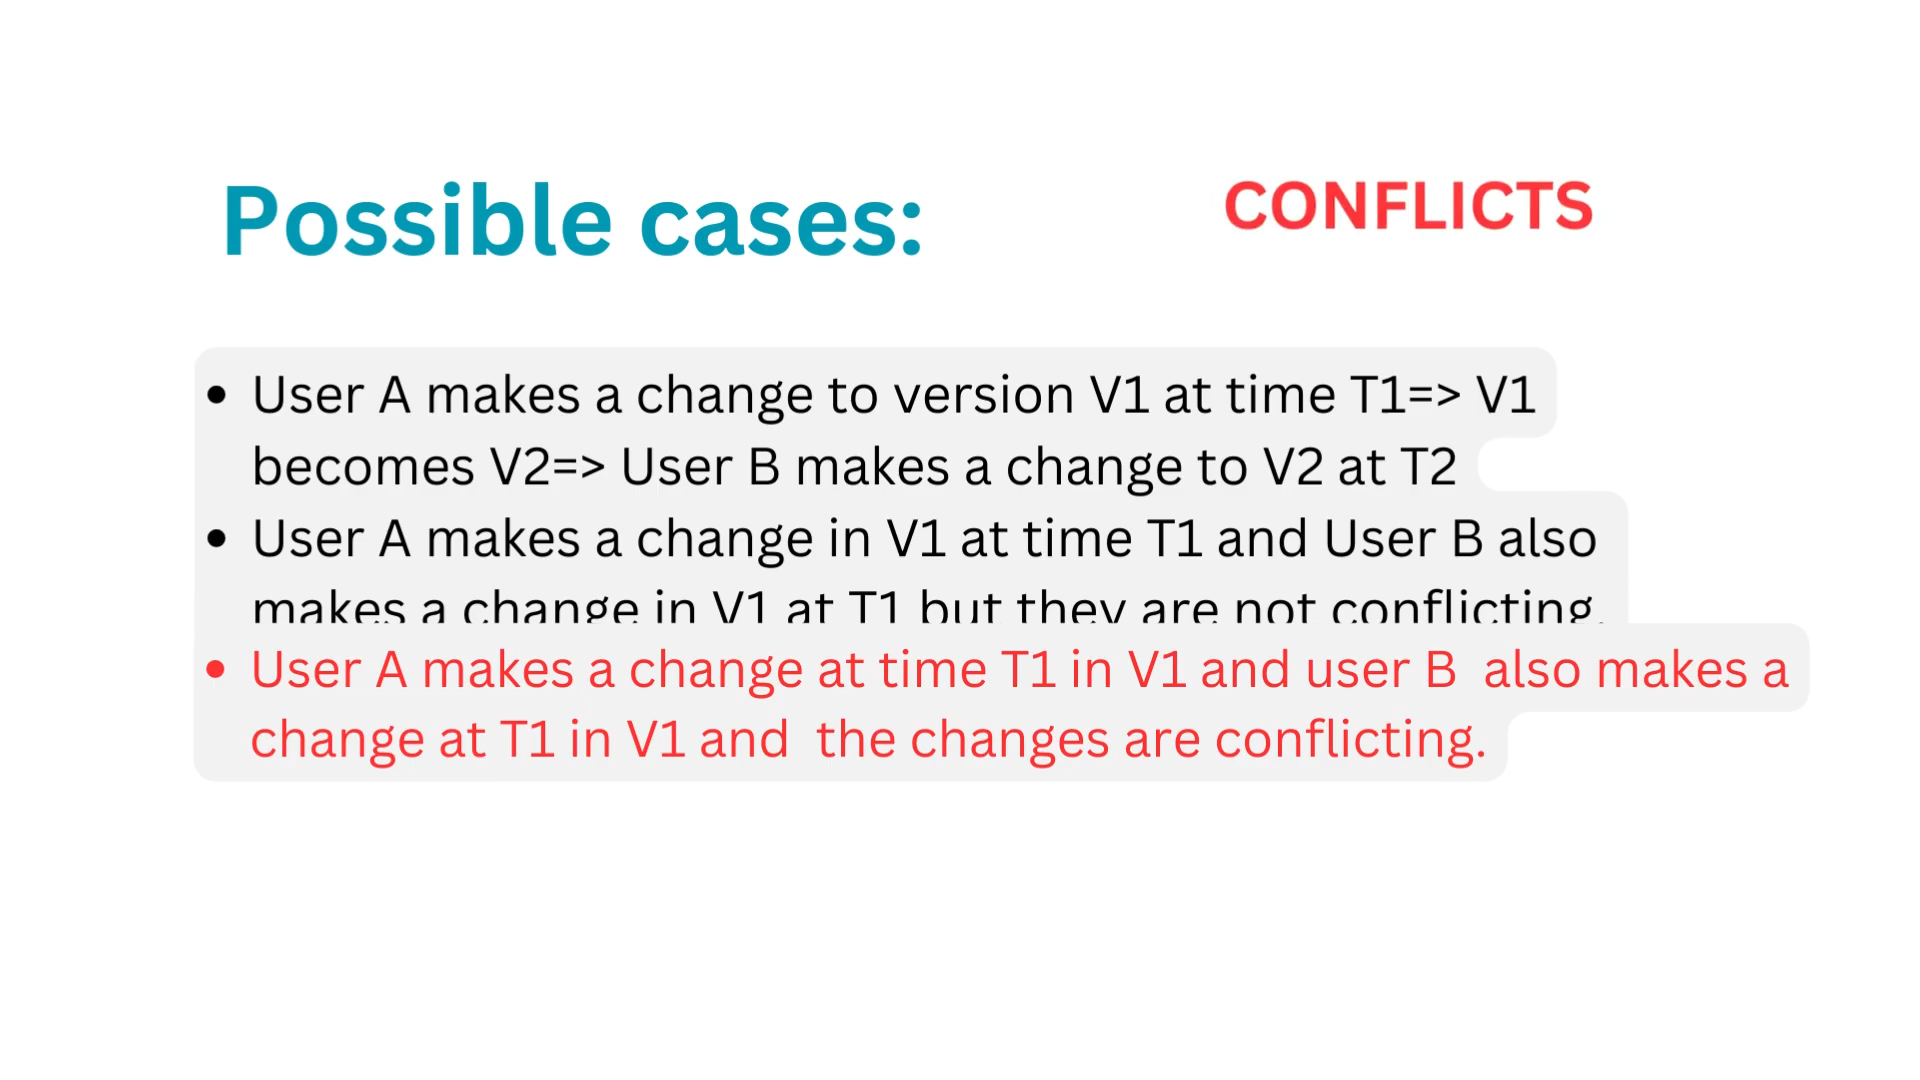 Possible cases:
CONFLICTS
• User A makes a change to version V1 at time T1=> V1
becomes V2=> User B makes a change to V2 at T2
• User A makes a change in V1 at time T1 and User B also
makes a change in V1 at T1 but they are not conflicting.
• User A makes a change at time T1 in V1 and user B  also makes a
change at T1 in V1 and  the changes are conflicting.